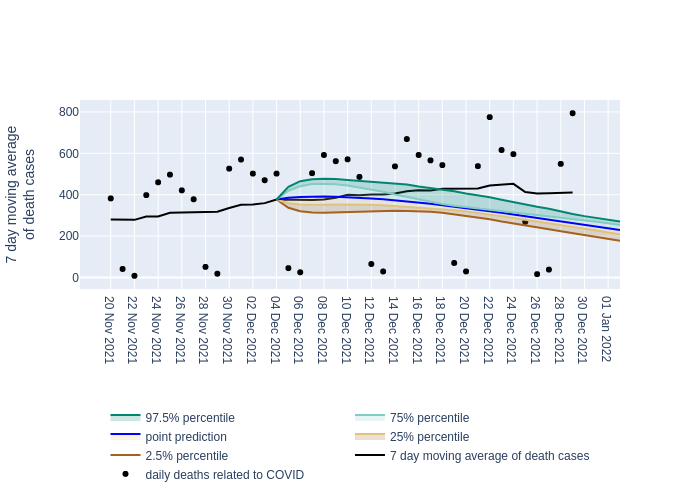 7 day moving average
of death cases
800
600
400
200
0
20 Nov 2021
22 Nov 2021
24 Nov 2021
26 Nov 2021
28 Nov 2021
30 Nov 2021
02 Dec 2021
04 Dec 2021
06 Dec 2021
08 Dec 2021
10 Dec 2021
12 Dec 2021
14 Dec 2021
16 Dec 2021
18 Dec 2021
20 Dec 2021
22 Dec 2021
24 Dec 2021
26 Dec 2021
28 Dec 2021
30 Dec 2021
01 Jan 2022
97.5% percentile
75% percentile
point prediction
25% percentile
2.5% percentile
7 day moving average of death cases
daily deaths related to COVID